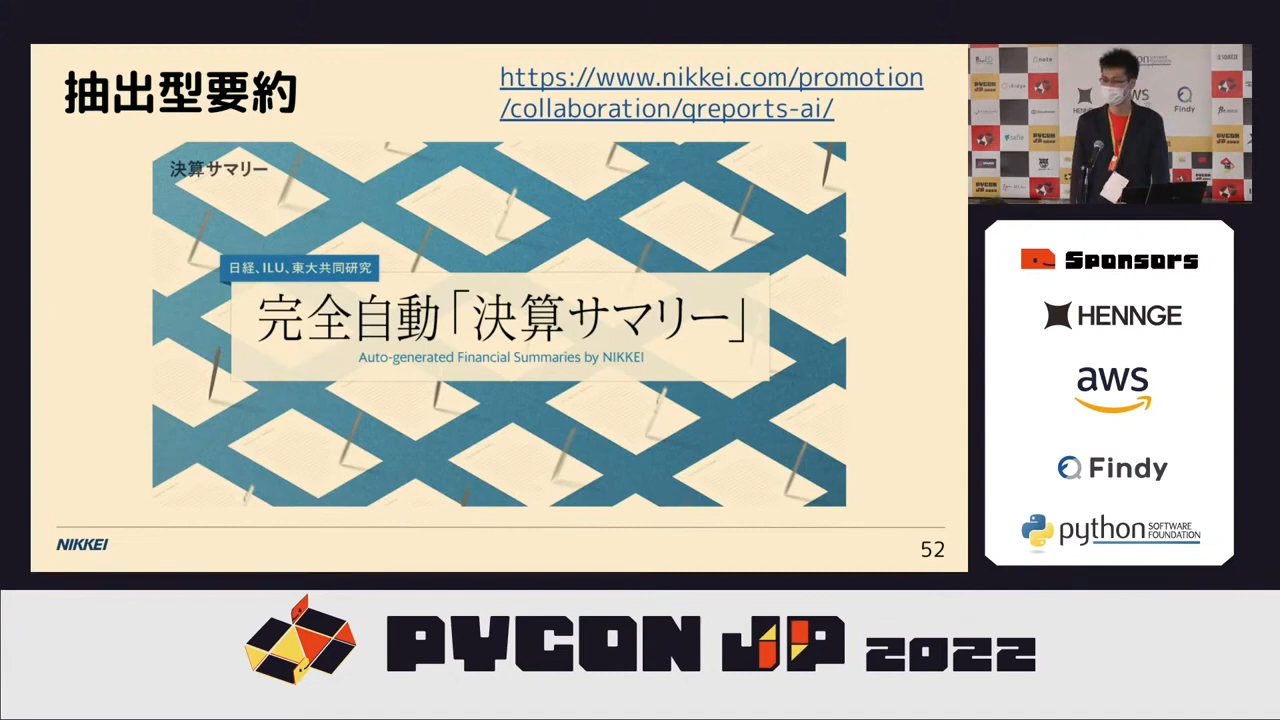 抽出型要約
https://www.nikkei.com/promotion
/collaboration/qreports-ai/
決算サマリー
日経、ILU、東大共同研究
完全自動「決算サマリー」
Auto-generated Financial Summaries by NIKKEI
NIKKEI
52
Findy
Sponsors
HENNGE
aws
Findy
python SOFTWARE
FOUNDATION
PYCON JP 2022